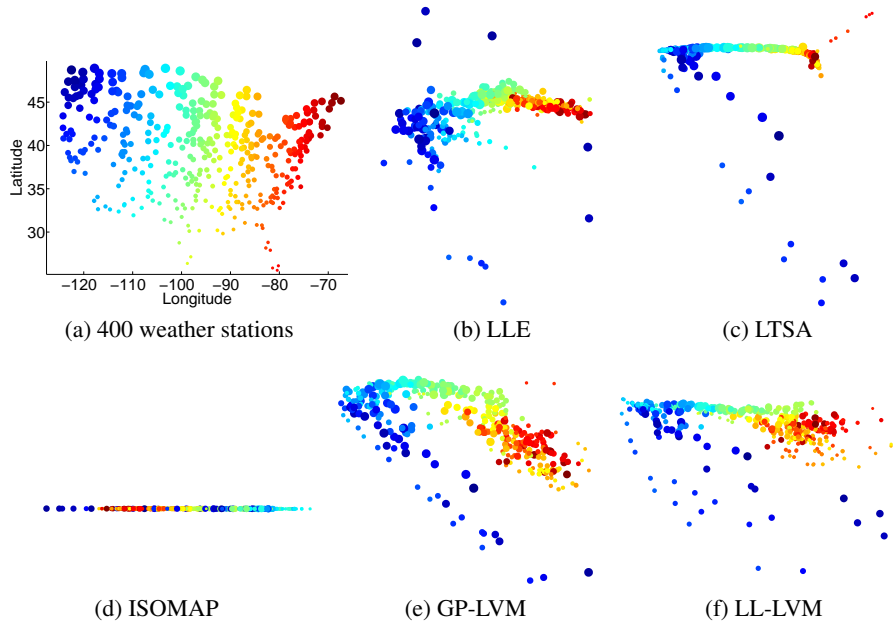 Latitude
45
40
35
30
−120 −110 −100 −90 −80 −70
Longitude
(a) 400 weather stations
(b) LLE
(c) LTSA
(d) ISOMAP
(e) GP-LVM
(f) LL-LVM